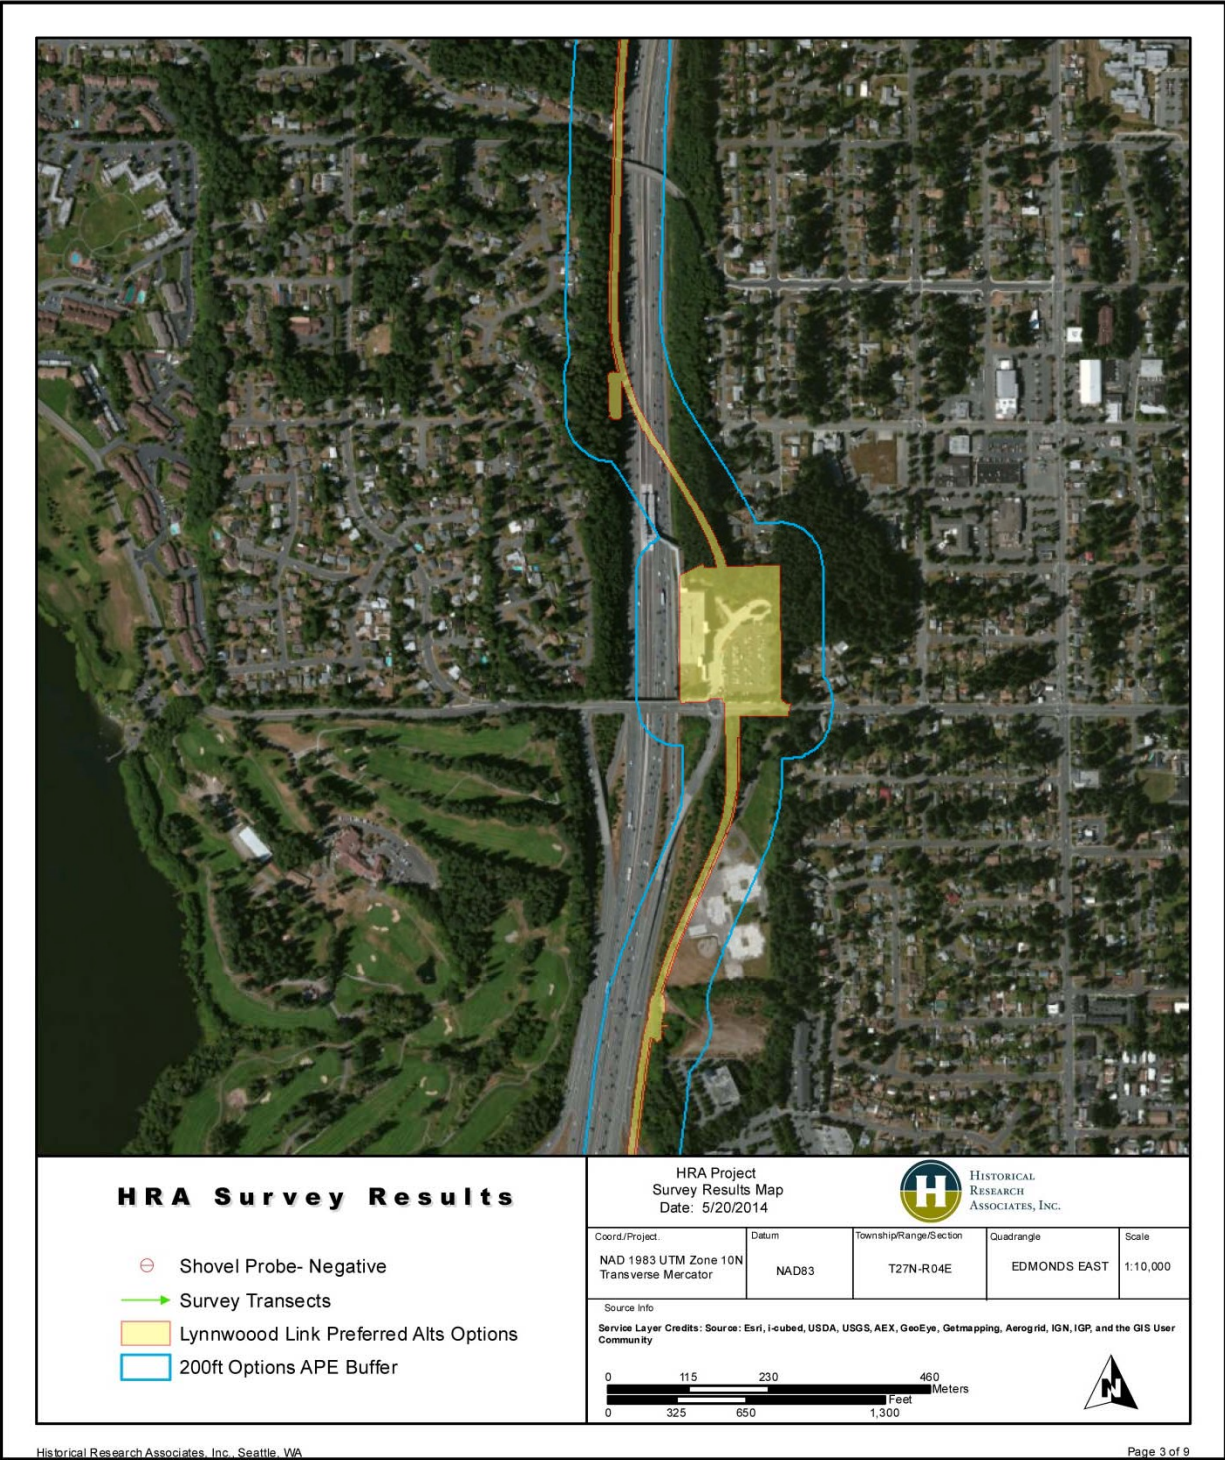 HRA Survey Results
Shovel Probe- Negative
Survey Transects
Lynnwoood Link Preferred Alts Options
200ft Options APE Buffer
HRA Project
Survey Results Map
Date: 5/20/2014
H
HISTORICAL
RESEARCH
ASSOCIATES, INC.
Coord./Project.
NAD 1983 UTM Zone 10N
Transverse Mercator
Datum
NAD83
Township/Range/Section
T27N-R04E
Quadrangle
EDMONDS EAST
Scale
1:10,000
Source Info
Service Layer Credits: Source: Esri, i-cubed, USDA, USGS, AEX, GeoEye, Getmapping, Aerogrid, IGN, IGP, and the GIS User
Community
0 115 230 460
Meters
Feet
0 325 650 1,300
N
Historical Research Associates, Inc., Seattle, WA
Page 3 of 9